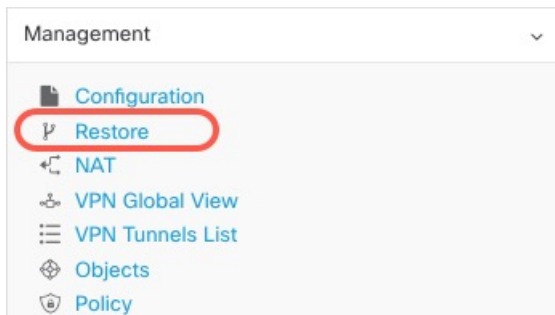 Management
Configuration
Restore
NAT
VPN Global View
VPN Tunnels List
Objects
Policy